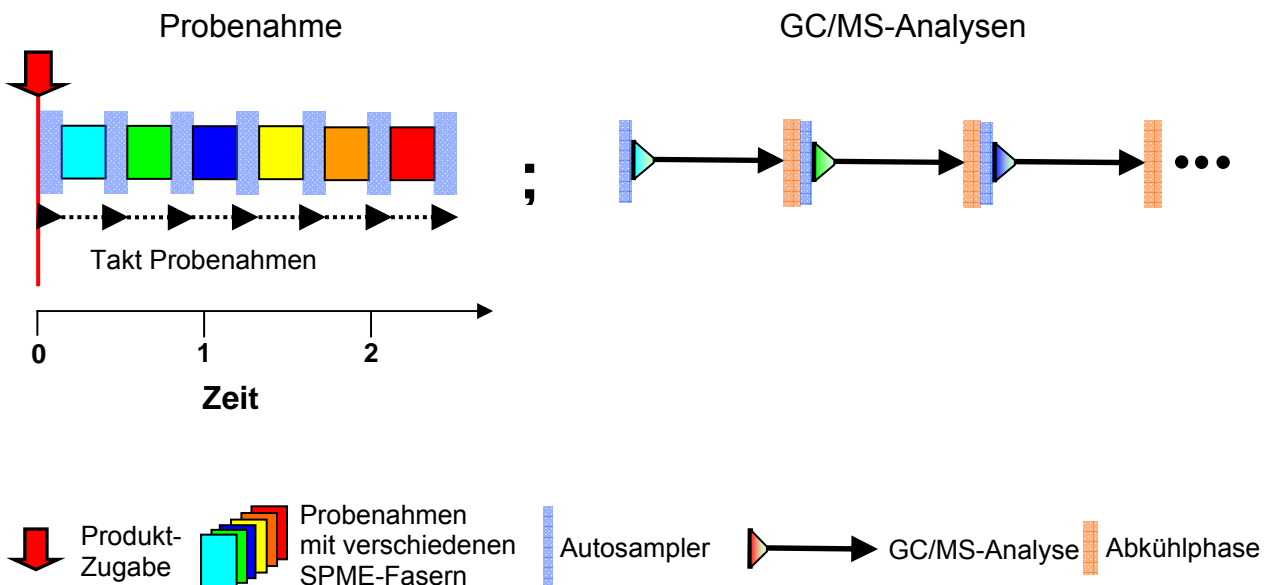 Probenahme
GC/MS-Analysen
;
Takt Probenahmen
0
1
2
Zeit
Produkt-
Zugabe
Probenahmen
mit verschiedenen
SPME-Fasern
Autosampler
GC/MS-Analyse
Abkühlphase